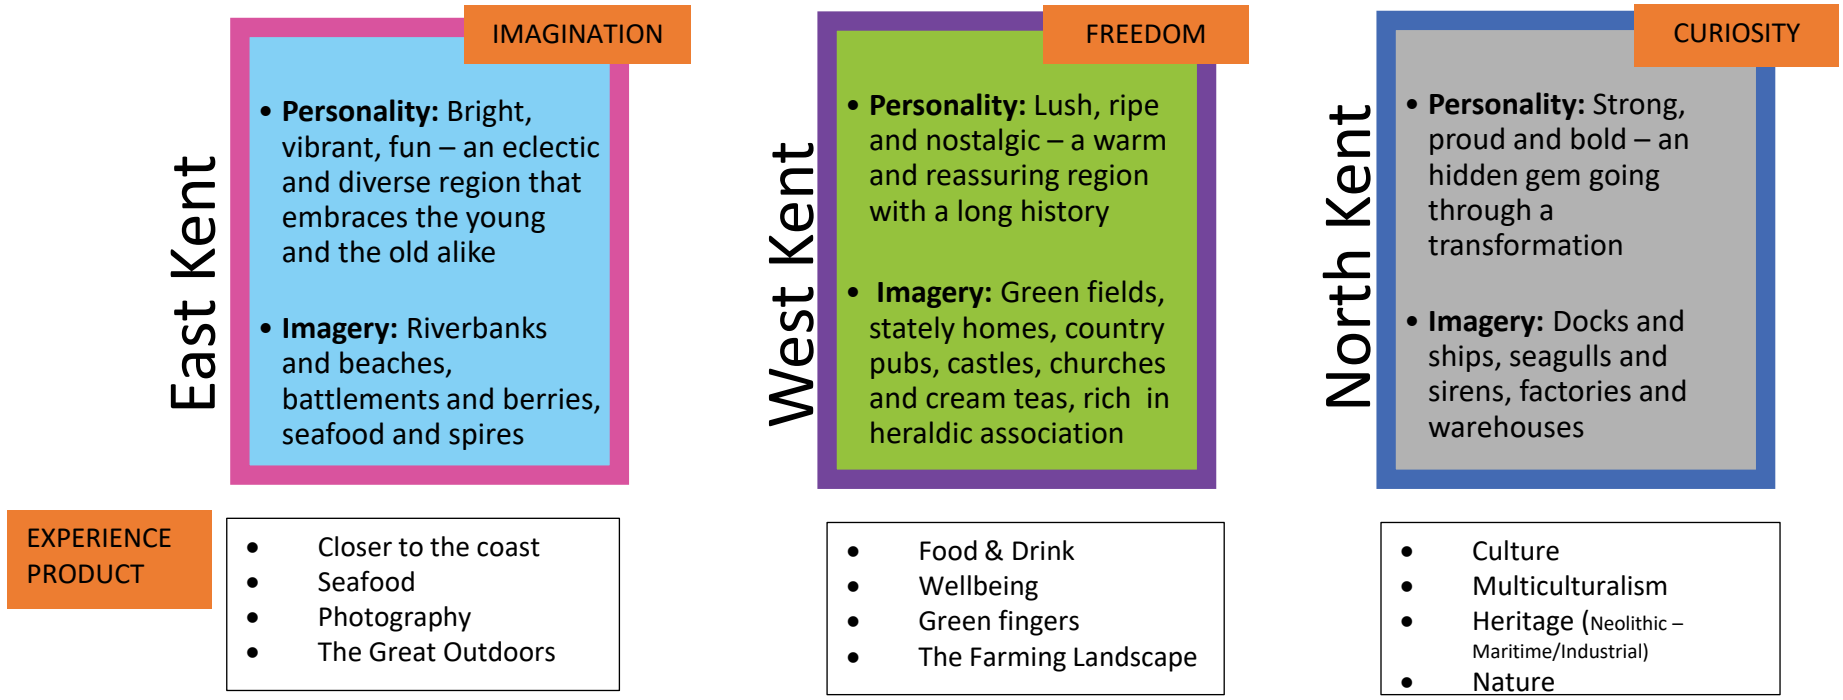 IMAGINATION
East Kent
• Personality: Bright,
vibrant, fun – an eclectic
and diverse region that
embraces the young
and the old alike
• Imagery: Riverbanks
and beaches,
battlements and berries,
seafood and spires
FREEDOM
West Kent
• Personality: Lush, ripe
and nostalgic – a warm
and reassuring region
with a long history
• Imagery: Green fields,
stately homes, country
pubs, castles, churches
and cream teas, rich in
heraldic association
CURIOSITY
North Kent
• Personality: Strong,
proud and bold – an
hidden gem going
through a
transformation
• Imagery: Docks and
ships, seagulls and
sirens, factories and
warehouses
EXPERIENCE
PRODUCT
• Closer to the coast
• Seafood
• Photography
• The Great Outdoors
• Food & Drink
• Wellbeing
• Green fingers
• The Farming Landscape
• Culture
• Multiculturalism
• Heritage (Neolithic –
Maritime/Industrial)
• Nature